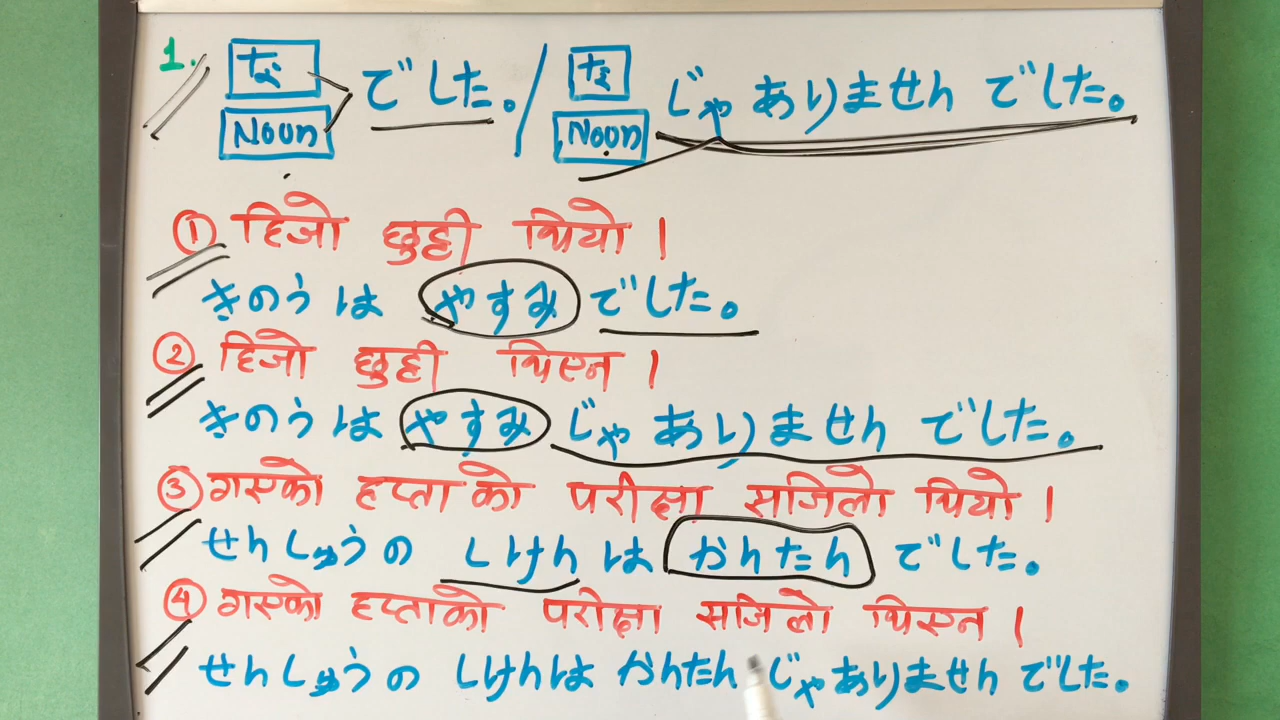 1. な でした。/ な じゃ ありません でした。
Noun Noun
① हिजो छुट्टी थियो ।
きのうは やすみ でした。
② हिजो छुट्टी थिएन ।
きのうは やすみ じゃ ありません でした。
③ गएको हप्ताको परीक्षा सजिलो थियो ।
せんしゅうの しけんは かんたん でした。
④ गएको हप्ताको परीक्षा सजिलो थिएन ।
せんしゅうの しけんは かんたん じゃありません でした。